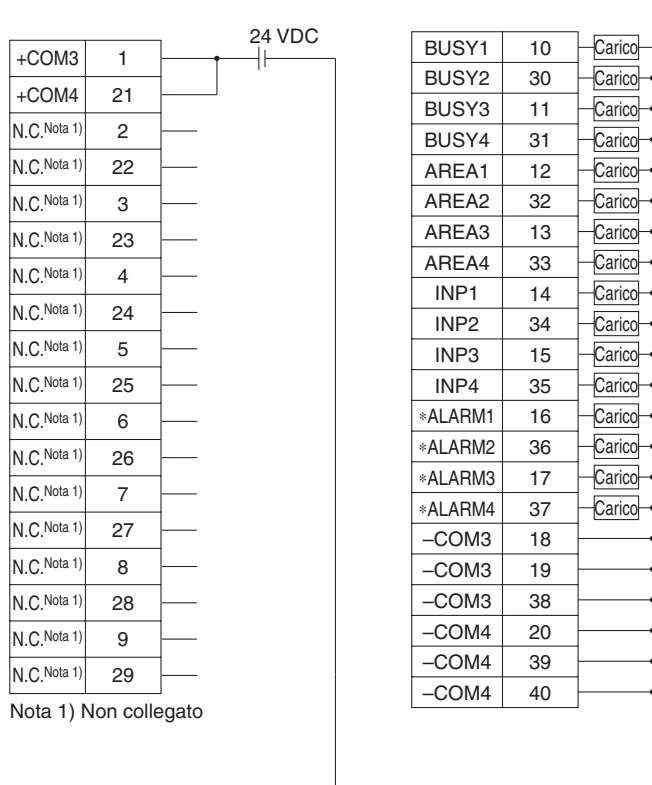 24 VDC
+COM3 1
+COM4 21
N.C.Nota 1) 2
N.C.Nota 1) 22
N.C.Nota 1) 3
N.C.Nota 1) 23
N.C.Nota 1) 4
N.C.Nota 1) 24
N.C.Nota 1) 5
N.C.Nota 1) 25
N.C.Nota 1) 6
N.C.Nota 1) 26
N.C.Nota 1) 7
N.C.Nota 1) 27
N.C.Nota 1) 8
N.C.Nota 1) 28
N.C.Nota 1) 9
N.C.Nota 1) 29
Nota 1) Non collegato
BUSY1 10 Carico
BUSY2 30 Carico
BUSY3 11 Carico
BUSY4 31 Carico
AREA1 12 Carico
AREA2 32 Carico
AREA3 13 Carico
AREA4 33 Carico
INP1 14 Carico
INP2 34 Carico
INP3 15 Carico
INP4 35 Carico
*ALARM1 16 Carico
*ALARM2 36 Carico
*ALARM3 17 Carico
*ALARM4 37 Carico
–COM3 18
–COM3 19
–COM3 38
–COM4 20
–COM4 39
–COM4 40